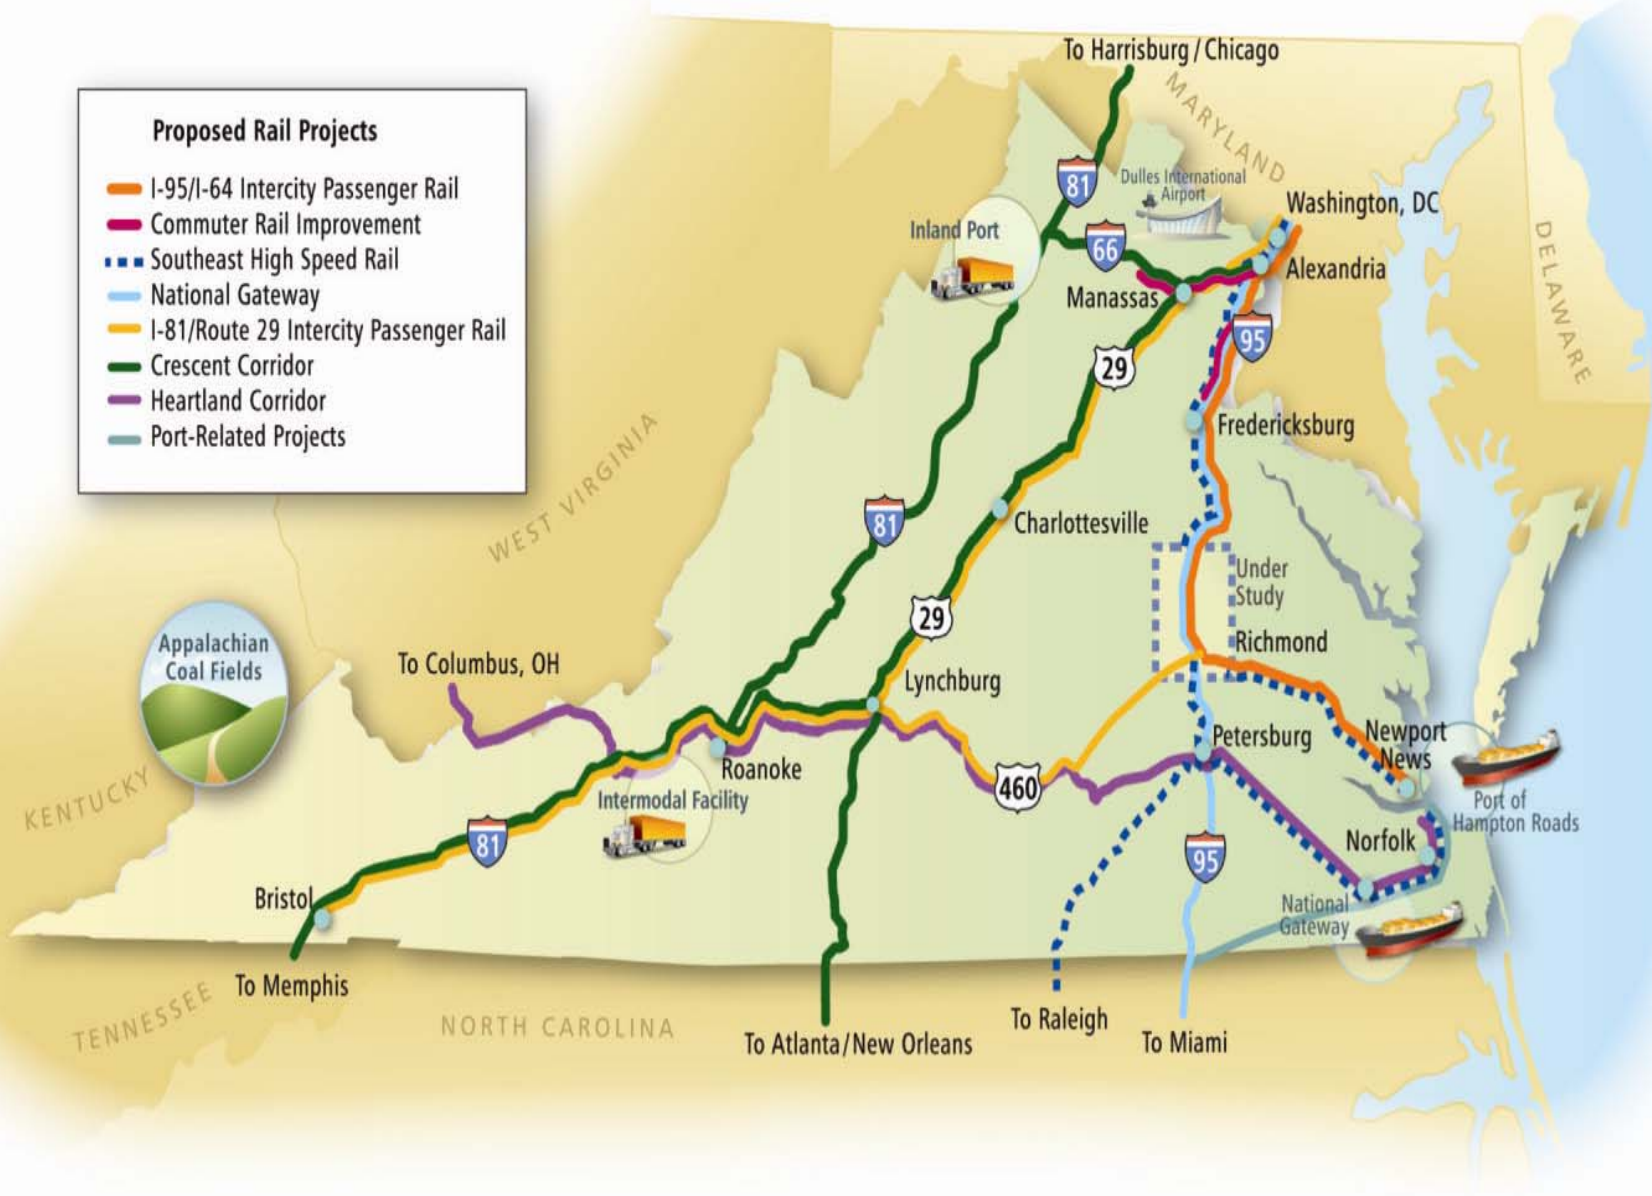 To Harrisburg / Chicago
MARYLAND
Proposed Rail Projects
I-95/I-64 Intercity Passenger Rail
Commuter Rail Improvement
Southeast High Speed Rail
National Gateway
I-81/Route 29 Intercity Passenger Rail
Crescent Corridor
Heartland Corridor
Port-Related Projects
81
Dulles International
Airport
Washington, DC
Inland Port
66
Alexandria
DELAWARE
Manassas
95
29
Fredericksburg
WEST VIRGINIA
81
Charlottesville
Under
Study
29
Richmond
Appalachian
Coal Fields
To Columbus, OH
Lynchburg
Petersburg
Newport
News
Roanoke
460
KENTUCKY
Intermodal Facility
Port of
Hampton Roads
81
Norfolk
95
Bristol
National
Gateway
To Memphis
TENNESSEE
NORTH CAROLINA
To Raleigh
To Atlanta/New Orleans
To Miami